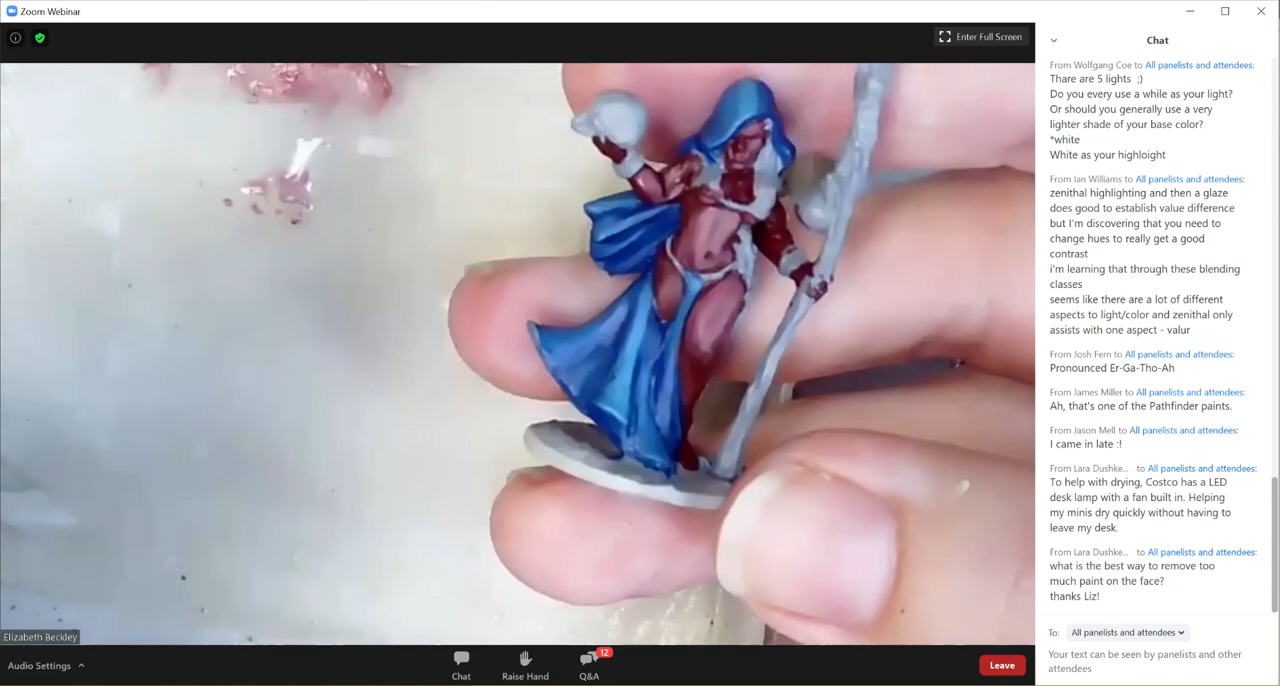 Zoom Webinar
Enter Full Screen
Chat
From Wolfgang Coe to All panelists and attendees:
Thare are 5 lights ;)
Do you every use a while as your light?
Or should you generally use a very
lighter shade of your base color?
*white
White as your highloight
From Ian Williams to All panelists and attendees:
zenithal highlighting and then a glaze
does good to establish value difference
but I'm discovering that you need to
change hues to really get a good
contrast
i'm learning that through these blending
classes
seems like there are a lot of different
aspects to light/color and zenithal only
assists with one aspect - valur
From Josh Fern to All panelists and attendees:
Pronounced Er-Ga-Tho-Ah
From James Miller to All panelists and attendees:
Ah, that's one of the Pathfinder paints.
From Jason Mell to All panelists and attendees:
I came in late :!
From Lara Dushke... to All panelists and attendees:
To help with drying, Costco has a LED
desk lamp with a fan built in. Helping
my minis dry quickly without having to
leave my desk.
From Lara Dushke... to All panelists and attendees:
what is the best way to remove too
much paint on the face?
thanks Liz!
To: All panelists and attendees
Your text can be seen by panelists and other
attendees
Elizabeth Beckley
Audio Settings
Chat
Raise Hand
12
Q&A
Leave